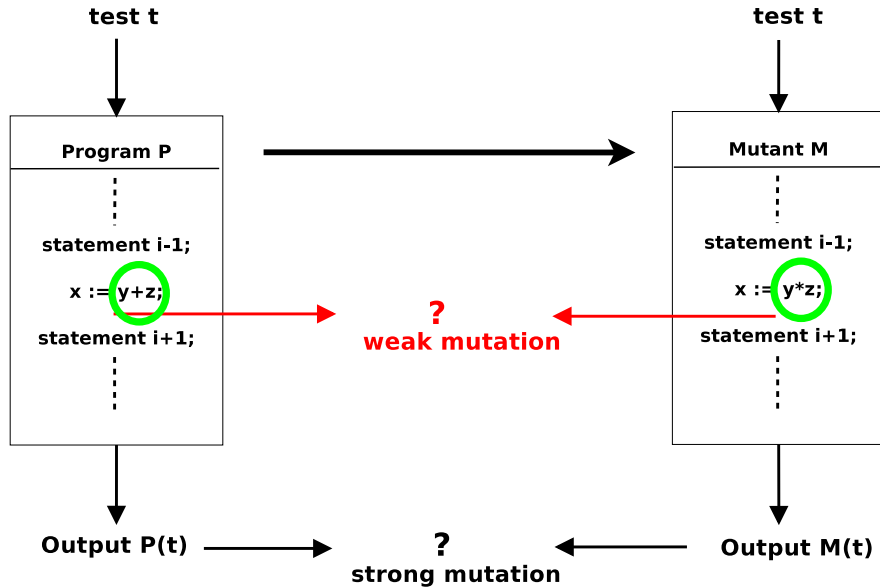 test t
test t
Program P
Mutant M
statement i-1;
x := y+z;
statement i+1;
statement i-1;
x := y*z;
statement i+1;
?
weak mutation
Output P(t)
?
strong mutation
Output M(t)